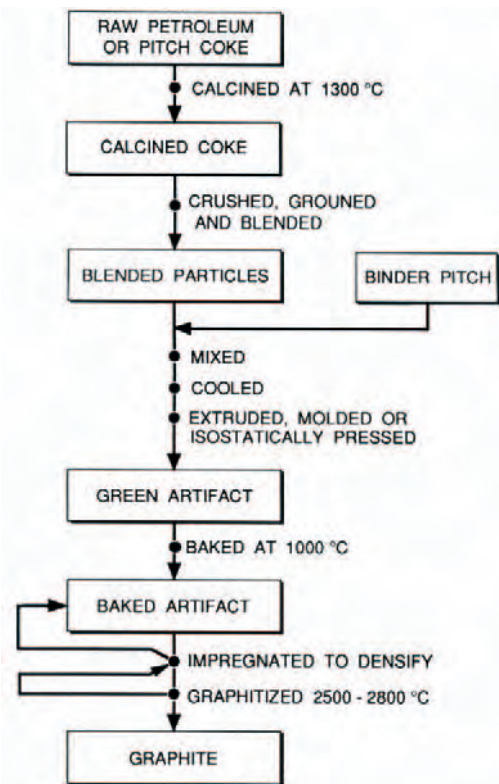 RAW PETROLEUM
OR PITCH COKE
CALCINED AT 1300 °C
CALCINED COKE
CRUSHED, GROUNED
AND BLENDED
BLENDED PARTICLES
BINDER PITCH
MIXED
COOLED
EXTRUDED, MOLDED OR
ISOSTATICALLY PRESSED
GREEN ARTIFACT
BAKED AT 1000 °C
BAKED ARTIFACT
IMPREGNATED TO DENSIFY
GRAPHITIZED 2500 - 2800 °C
GRAPHITE